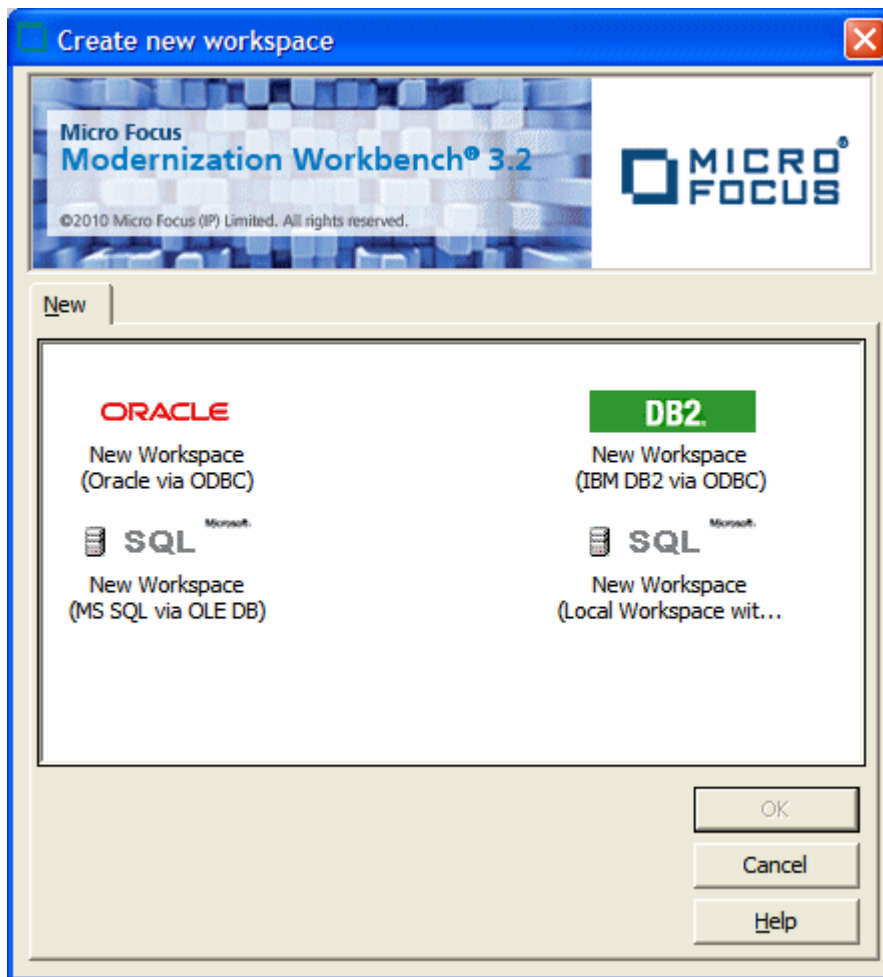 Create new workspace
Micro Focus
Modernization Workbench® 3.2
©2010 Micro Focus (IP) Limited. All rights reserved.
MICRO®
FOCUS
New
ORACLE
New Workspace
(Oracle via ODBC)
DB2.
New Workspace
(IBM DB2 via ODBC)
Microsoft
SQL
New Workspace
(MS SQL via OLE DB)
Microsoft
SQL
New Workspace
(Local Workspace wit...
OK
Cancel
Help